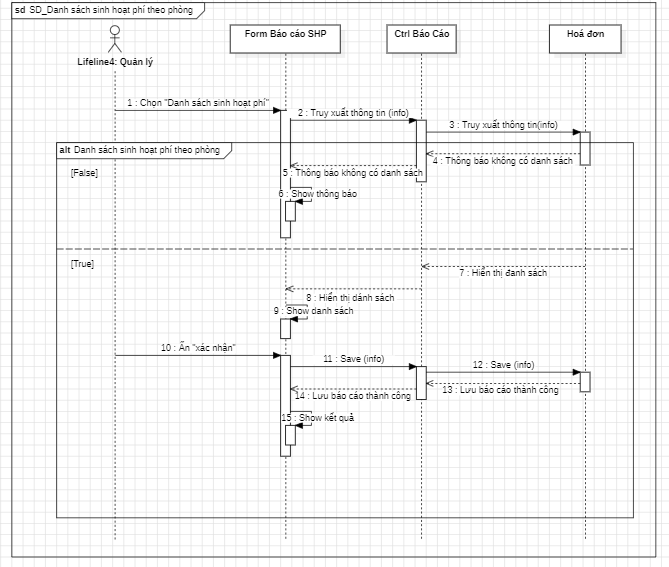 sd SD_Danh sách sinh hoạt phí theo phòng
Form Báo cáo SHP
Ctrl Báo Cáo
Hoá đơn
Lifeline4: Quản lý
1 : Chọn "Danh sách sinh hoạt phí"
2 : Truy xuất thông tin (info)
3 : Truy xuất thông tin(info)
alt Danh sách sinh hoạt phí theo phòng
4 : Thông báo không có danh sách
[False]
5 : Thông báo không có danh sách
6 : Show thông báo
[True]
7 : Hiển thị danh sách
8 : Hiển thị dánh sách
9 : Show danh sách
10 : Ấn "xác nhận"
11 : Save (info)
12 : Save (info)
13 : Lưu báo cáo thành công
14 : Lưu báo cáo thành công
15 : Show kết quả